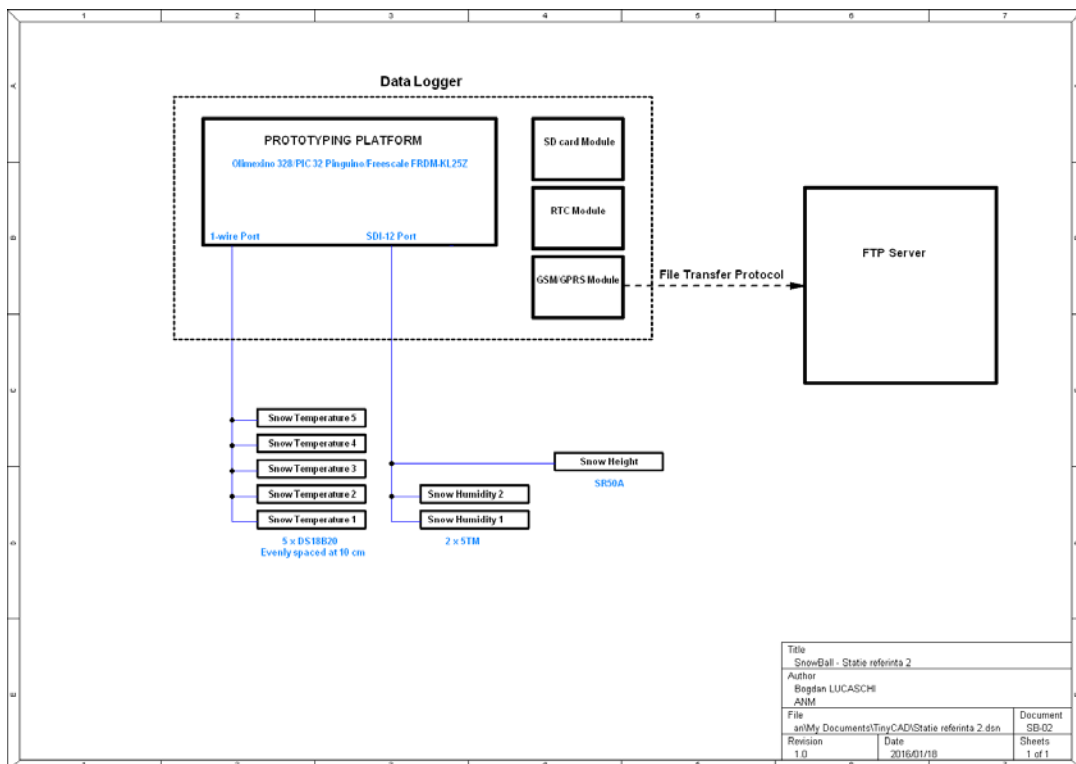 1 2 3 4 5 6 7
A
B
C
D
E
Data Logger
PROTOTYPING PLATFORM
Olimexino 328/PIC 32 Pinguino/Freescale FRDM-KL25Z
1-wire Port
SDI-12 Port
SD card Module
RTC Module
GSM/GPRS Module
File Transfer Protocol
FTP Server
Snow Temperature 5
Snow Temperature 4
Snow Temperature 3
Snow Temperature 2
Snow Temperature 1
5 x DS18B20
Evenly spaced at 10 cm
Snow Height
SR50A
Snow Humidity 2
Snow Humidity 1
2 x 5TM
Title
SnowBall - Statie referinta 2
Author
Bogdan LUCASCHI
ANM
File
an\My Documents\TinyCAD\Statie referinta 2.dsn
Document
SB-02
Revision
1.0
Date
2016/01/18
Sheets
1 of 1